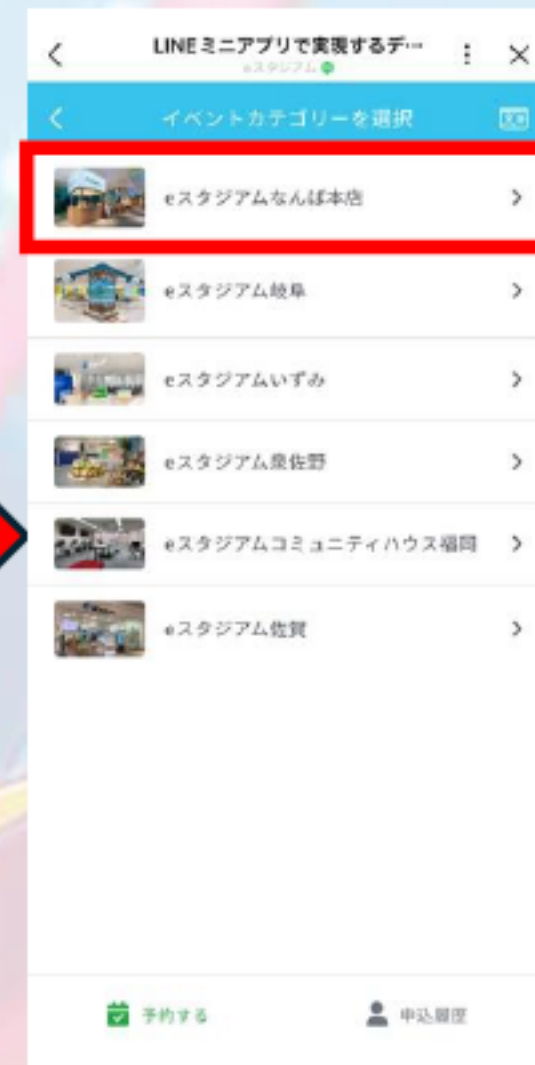 LINEミニアプリで実現するデ…
eスタジアム
イベントカテゴリーを選択
eスタジアムなんば本店
eスタジアム岐阜
eスタジアムいずみ
eスタジアム泉佐野
eスタジアムコミュニティハウス福岡
eスタジアム佐賀
予約する
申込履歴